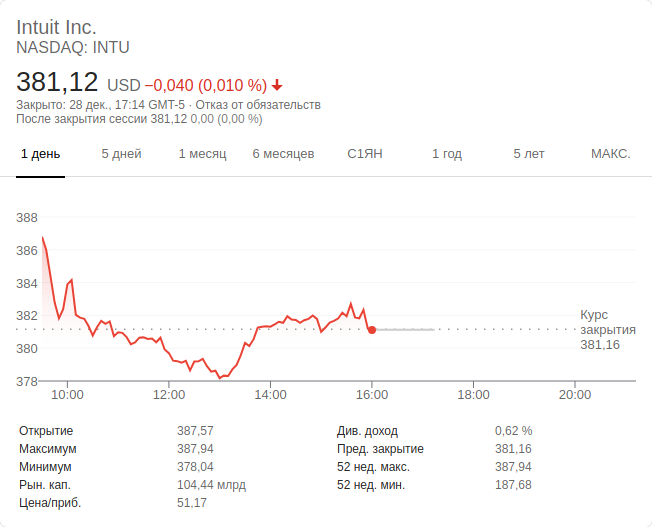 Intuit Inc.
NASDAQ: INTU
381,12 USD −0,040 (0,010 %)
Закрыто: 28 дек., 17:14 GMT-5 · Отказ от обязательств
После закрытия сессии 381,12 0,00 (0,00 %)
1 день 5 дней 1 месяц 6 месяцев С1ЯН 1 год 5 лет МАКС.
388
386
384
382
380
378
Курс
закрытия
381,16
10:00 12:00 14:00 16:00 18:00 20:00
Открытие 387,57 Див. доход 0,62 %
Максимум 387,94 Пред. закрытие 381,16
Минимум 378,04 52 нед. макс. 387,94
Рын. кап. 104,44 млрд 52 нед. мин. 187,68
Цена/приб. 51,17